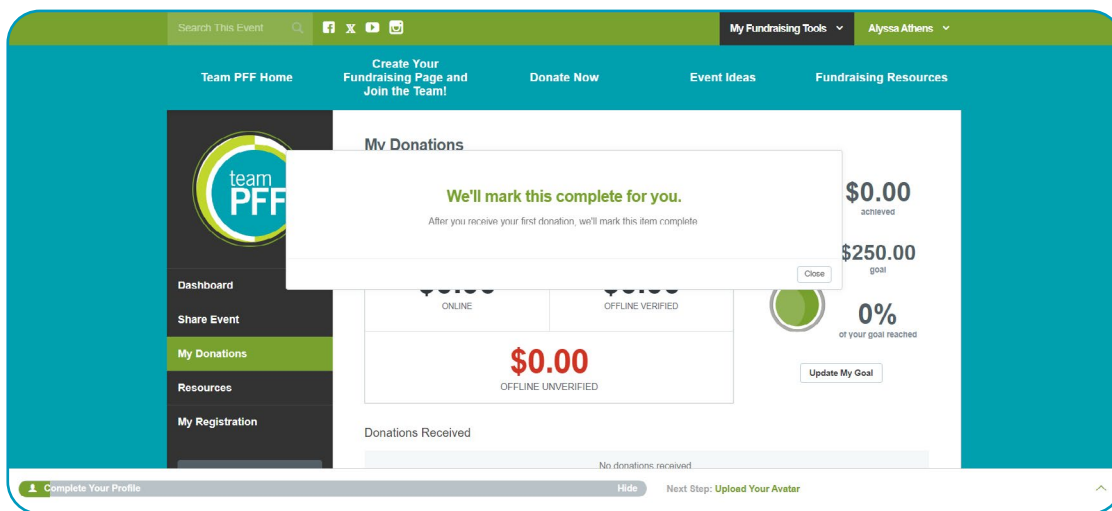 Search This Event
My Fundraising Tools
Alyssa Athens
Team PFF Home
Create Your
Fundraising Page and
Join the Team!
Donate Now
Event Ideas
Fundraising Resources
team
PFF
My Donations
We'll mark this complete for you.
After you receive your first donation, we'll mark this item complete
Close
$0.00
achieved
$250.00
goal
0%
of your goal reached
Update My Goal
ONLINE
OFFLINE VERIFIED
$0.00
OFFLINE UNVERIFIED
Donations Received
No donations received
Dashboard
Share Event
My Donations
Resources
My Registration
Complete Your Profile
Hide
Next Step: Upload Your Avatar